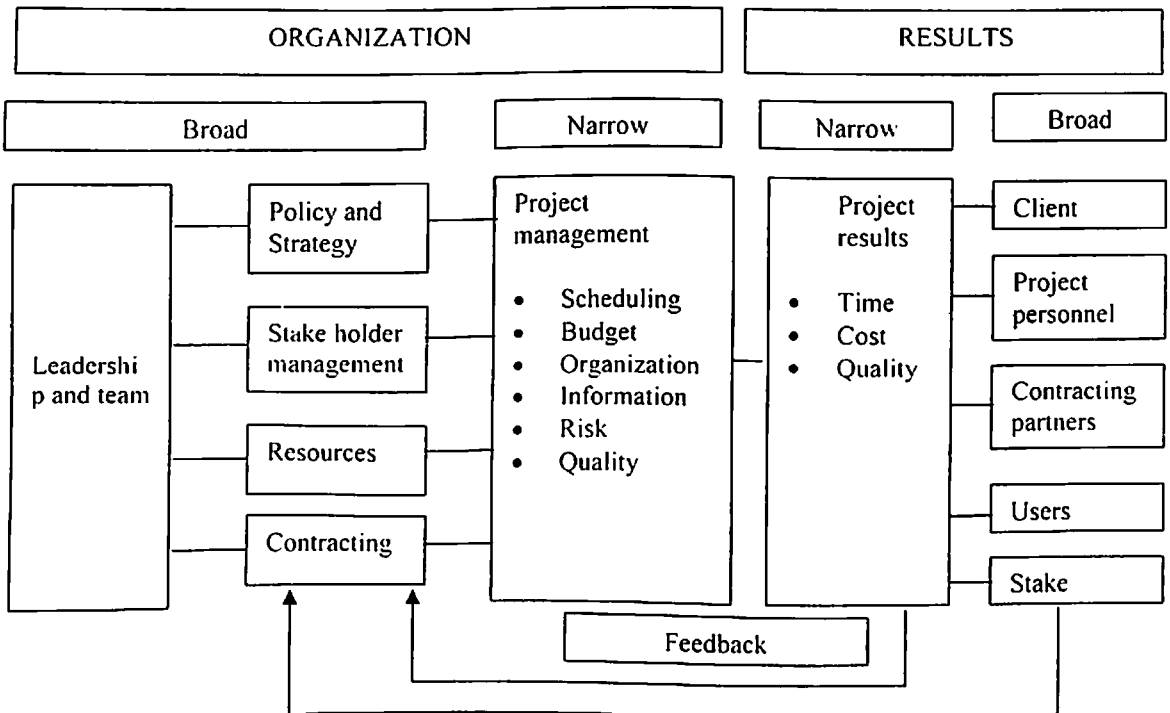 ORGANIZATION
RESULTS
Broad
Narrow
Narrow
Broad
Leadershi
p and team
Policy and
Strategy
Stake holder
management
Resources
Contracting
Project
management
• Scheduling
• Budget
• Organization
• Information
• Risk
• Quality
Project
results
• Time
• Cost
• Quality
Client
Project
personnel
Contracting
partners
Users
Stake
Feedback